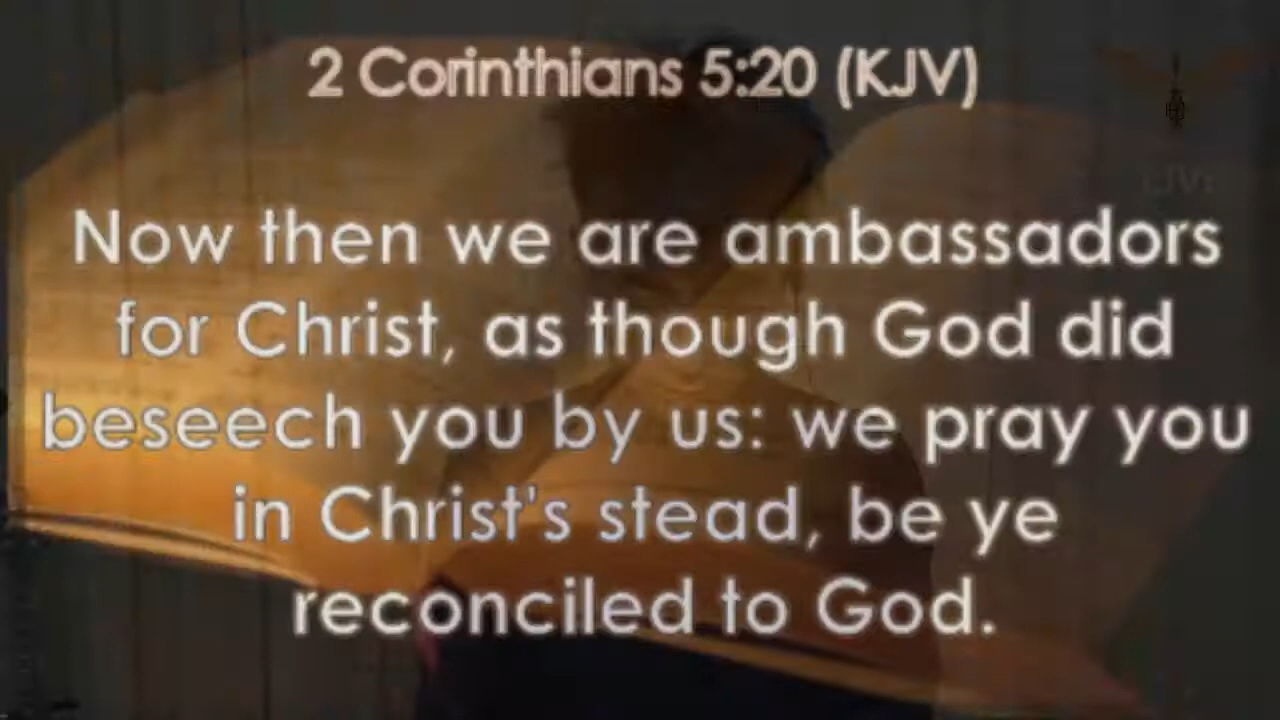 2 Corinthians 5:20 (KJV)
Now then we are ambassadors
for Christ, as though God did
beseech you by us: we pray you
in Christ's stead, be ye
reconciled to God.